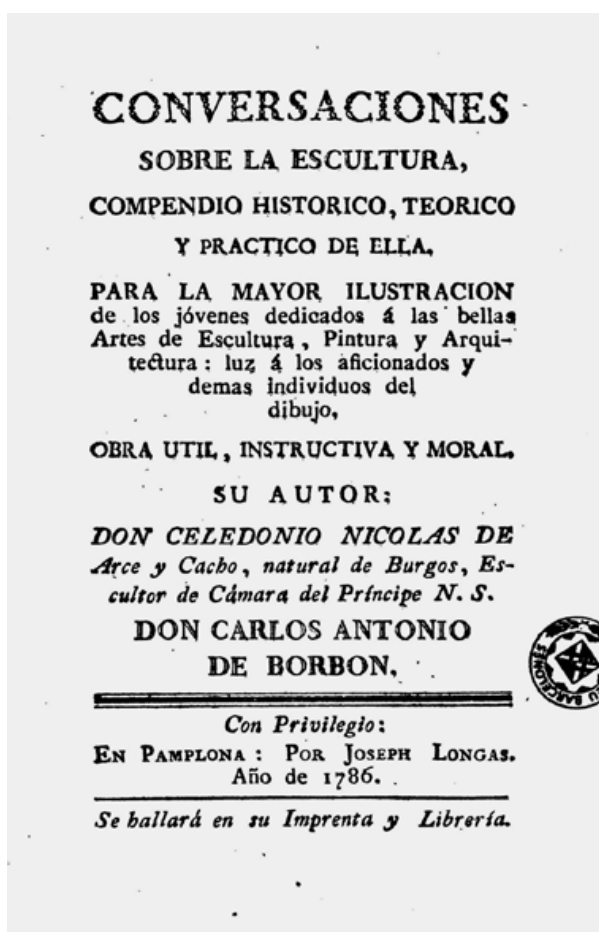 CONVERSACIONES
SOBRE LA ESCULTURA,
COMPENDIO HISTORICO, TEORICO
Y PRACTICO DE ELLA,
PARA LA MAYOR ILUSTRACION
de los jóvenes dedicados á las bellas
Artes de Escultura, Pintura y Arqui-
tectura: luz á los aficionados y
demas individuos del
dibujo,
OBRA UTIL, INSTRUCTIVA Y MORAL.
SU AUTOR:
DON CELEDONIO NICOLAS DE
Arce y Cacho, natural de Burgos, Es-
cultor de Cámara del Príncipe N. S.
DON CARLOS ANTONIO
DE BORBON,
Con Privilegio:
EN PAMPLONA: POR JOSEPH LONGAS.
Año de 1786.
Se hallará en su Imprenta y Librería.